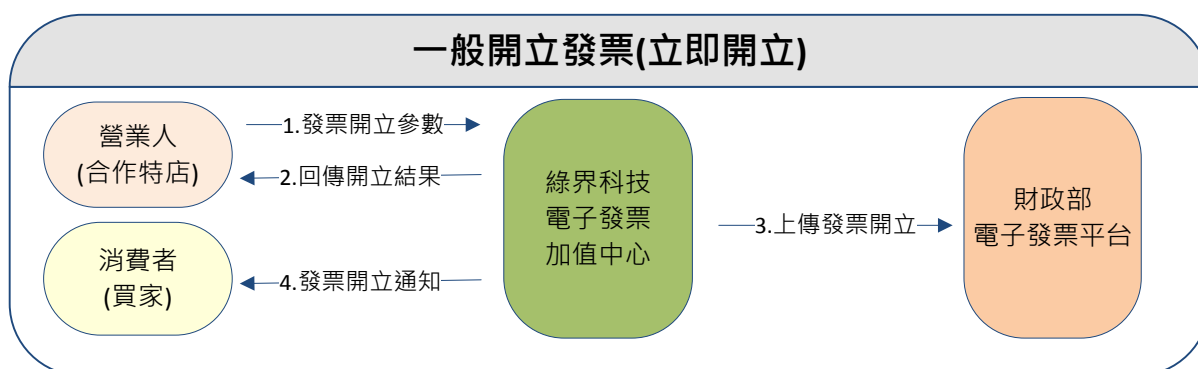 一般開立發票(立即開立)
營業人
(合作特店)
1.發票開立參數
2.回傳開立結果
綠界科技
電子發票
加值中心
3.上傳發票開立
財政部
電子發票平台
消費者
(買家)
4.發票開立通知